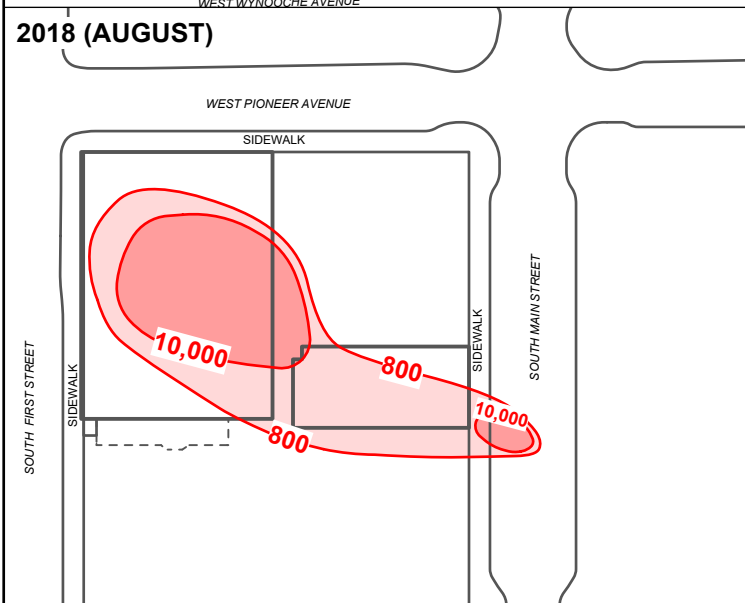 WEST WYNOOCHE AVENUE
2018 (AUGUST)
WEST PIONEER AVENUE
SIDEWALK
10,000
800
10,000
800
SIDEWALK
SOUTH MAIN STREET
SIDEWALK
SOUTH FIRST STREET